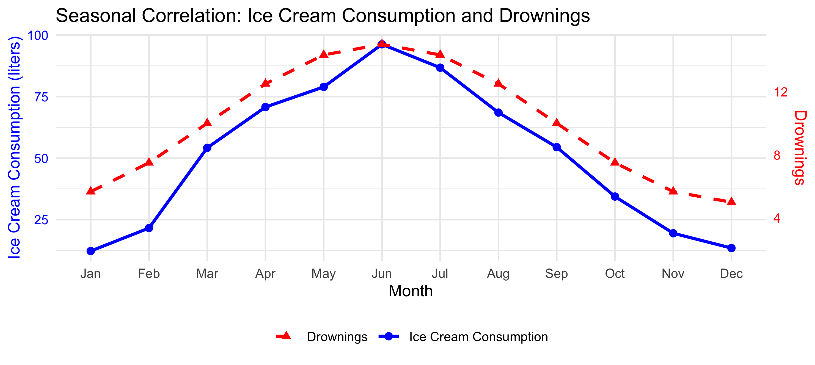 Seasonal Correlation: Ice Cream Consumption and Drownings
Ice Cream Consumption (liters)
100
75
50
25
12
8
4
Drownings
Jan Feb Mar Apr May Jun Jul Aug Sep Oct Nov Dec
Month
Drownings Ice Cream Consumption